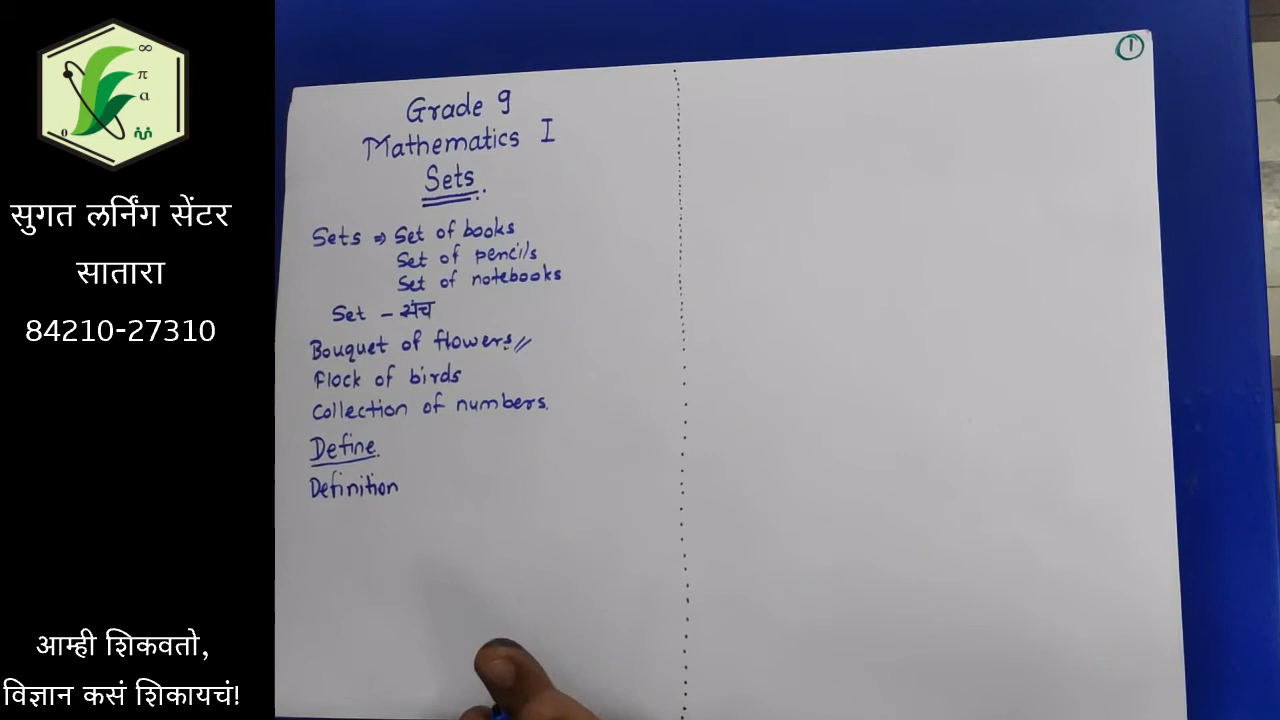 ∞
π
a
सुगत लर्निंग सेंटर
सातारा
84210-27310
आम्ही शिकवतो,
विज्ञान कसं शिकायचं!
1
Grade 9
Mathematics I
Sets.
Sets ⇒ Set of books
Set of pencils
Set of notebooks
Set - संच
Bouquet of flowers.//
Flock of birds
Collection of numbers.
Define.
Definition